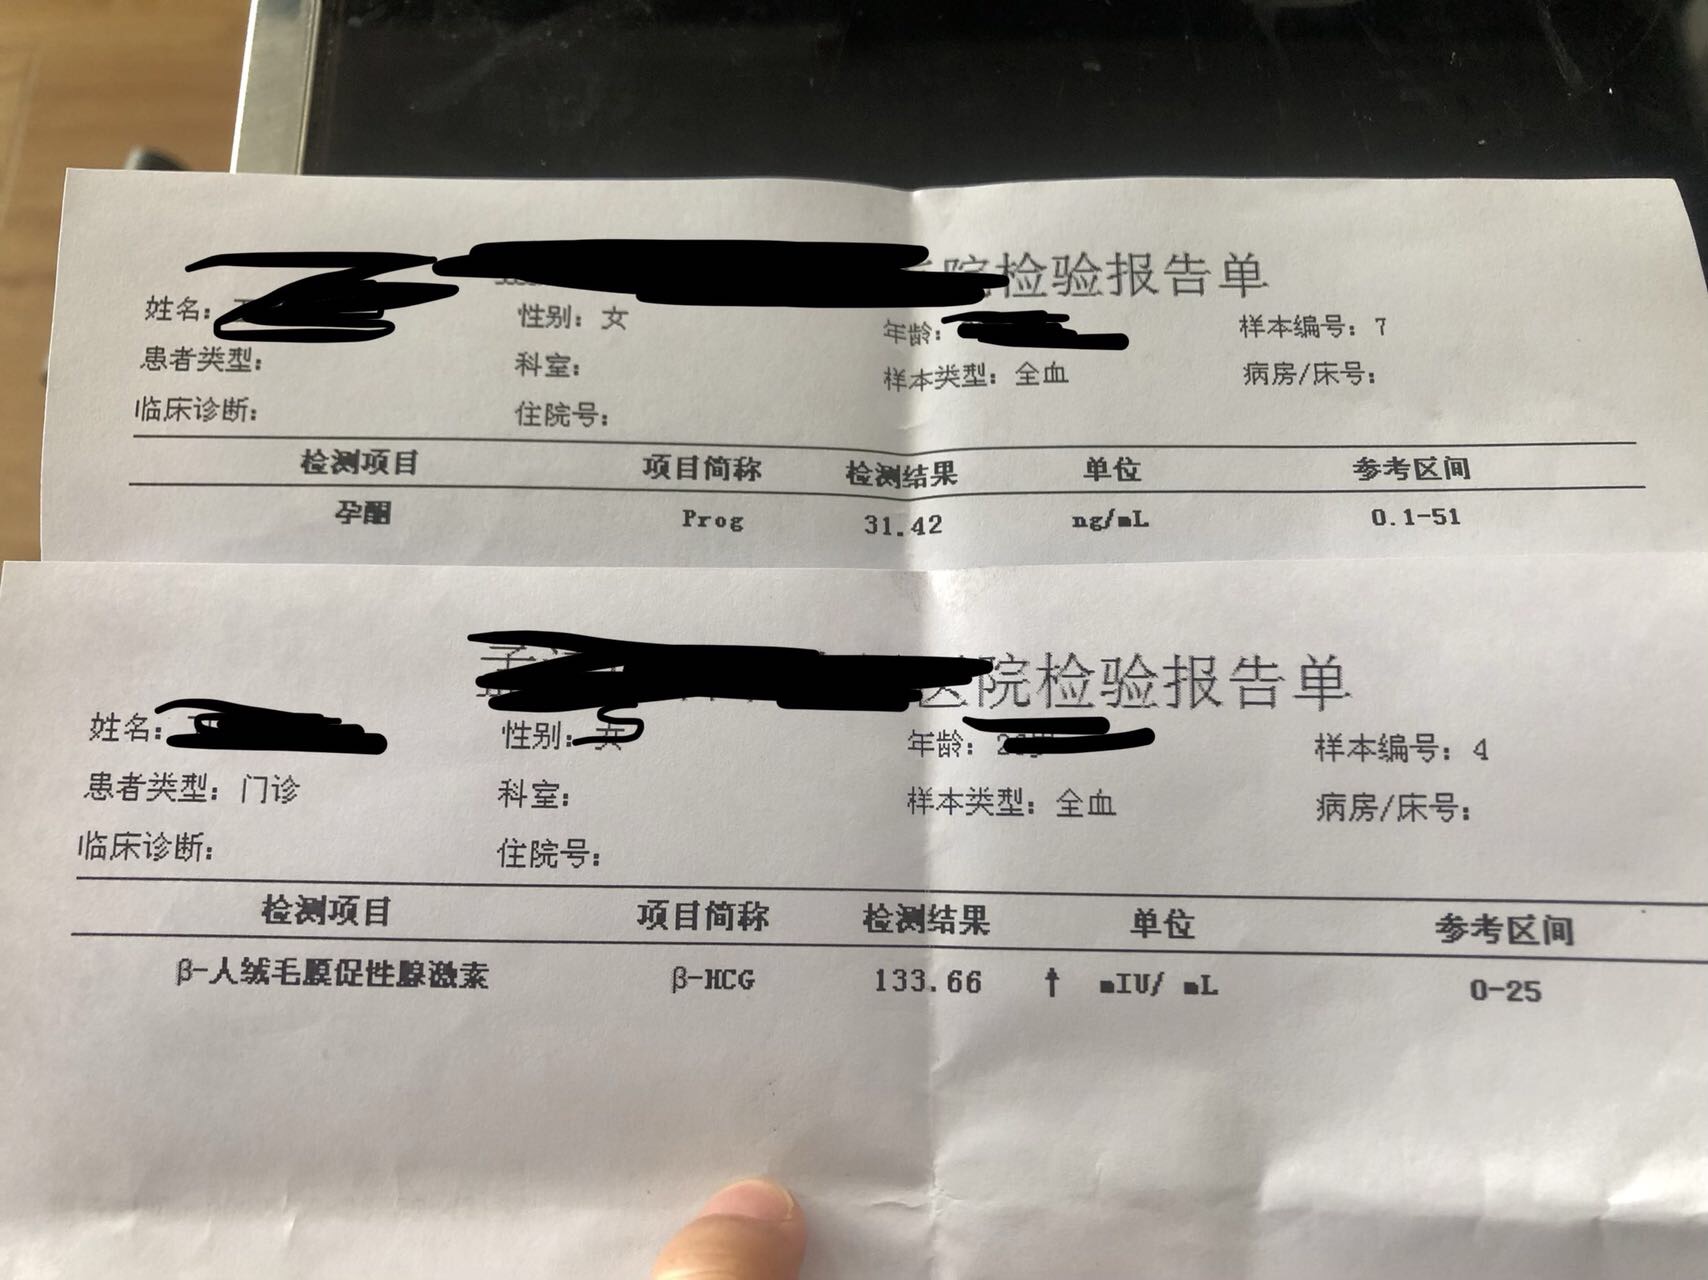 院检验报告单
姓名: 性别: 女 年龄: 样本编号: 7
患者类型: 科室: 样本类型: 全血 病房/床号:
临床诊断: 住院号:
检测项目 项目简称 检测结果 单位 参考区间
孕酮 Prog 31.42 ng/mL 0.1-51
医院检验报告单
姓名: 性别: 女 年龄: 样本编号: 4
患者类型: 门诊 科室: 样本类型: 全血 病房/床号:
临床诊断: 住院号:
检测项目 项目简称 检测结果 单位 参考区间
β-人绒毛膜促性腺激素 β-HCG 133.66 ↑ mIU/ mL 0-25